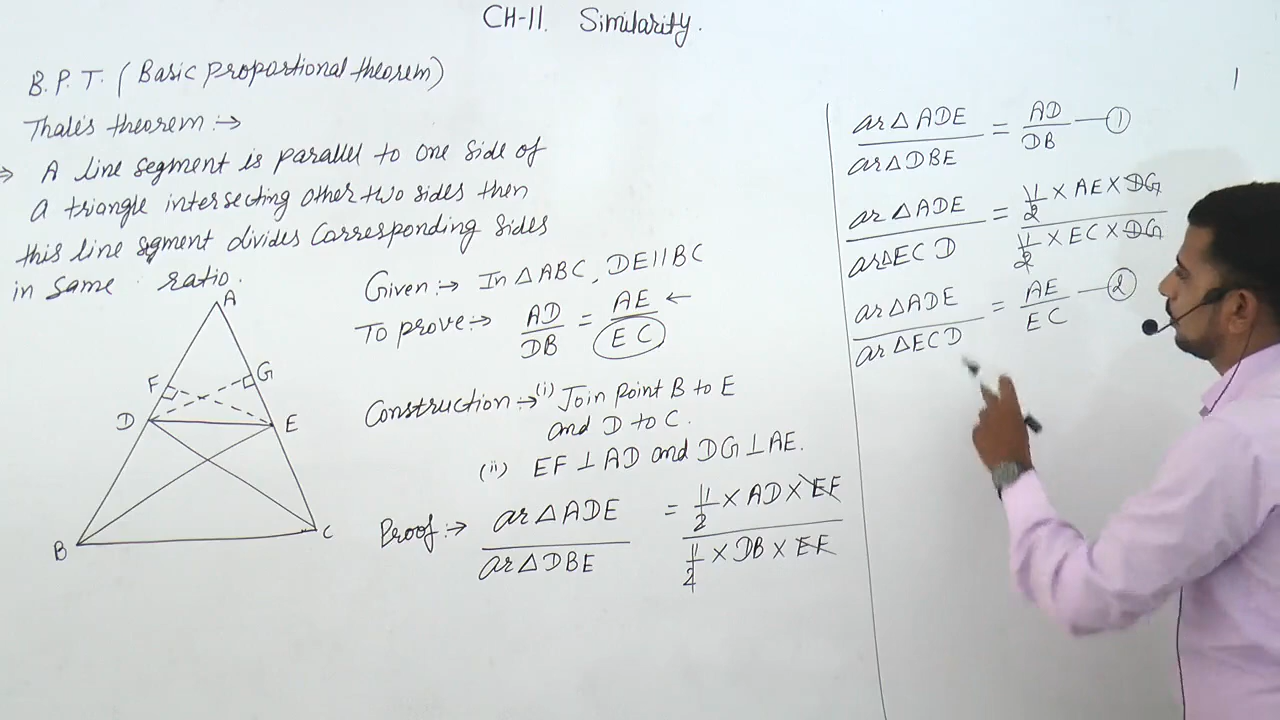 CH-11. Similarity.
B.P.T. (Basic proportional theorem)
Thale's theorem :→
⇒ A line segment is parallel to one side of
a triangle intersecting other two sides then
this line sgment divides corresponding sides
in same ratio.
Given :→ In △ABC, DE||BC
To prove :→ AD/DB = AE/EC ←
Construction :→ (i) Join point B to E
and D to C.
(ii) EF ⊥ AD and DG ⊥ AE.
Proof :→ ar△ADE/ar△DBE = 1/2 × AD × EF / 1/2 × DB × EF
A
F G
D E
B C
1
ar△ADE/ar△DBE = AD/DB —①
ar△ADE/ar△ECD = 1/2 × AE × DG / 1/2 × EC × DG
ar△ADE/ar△ECD = AE/EC —②